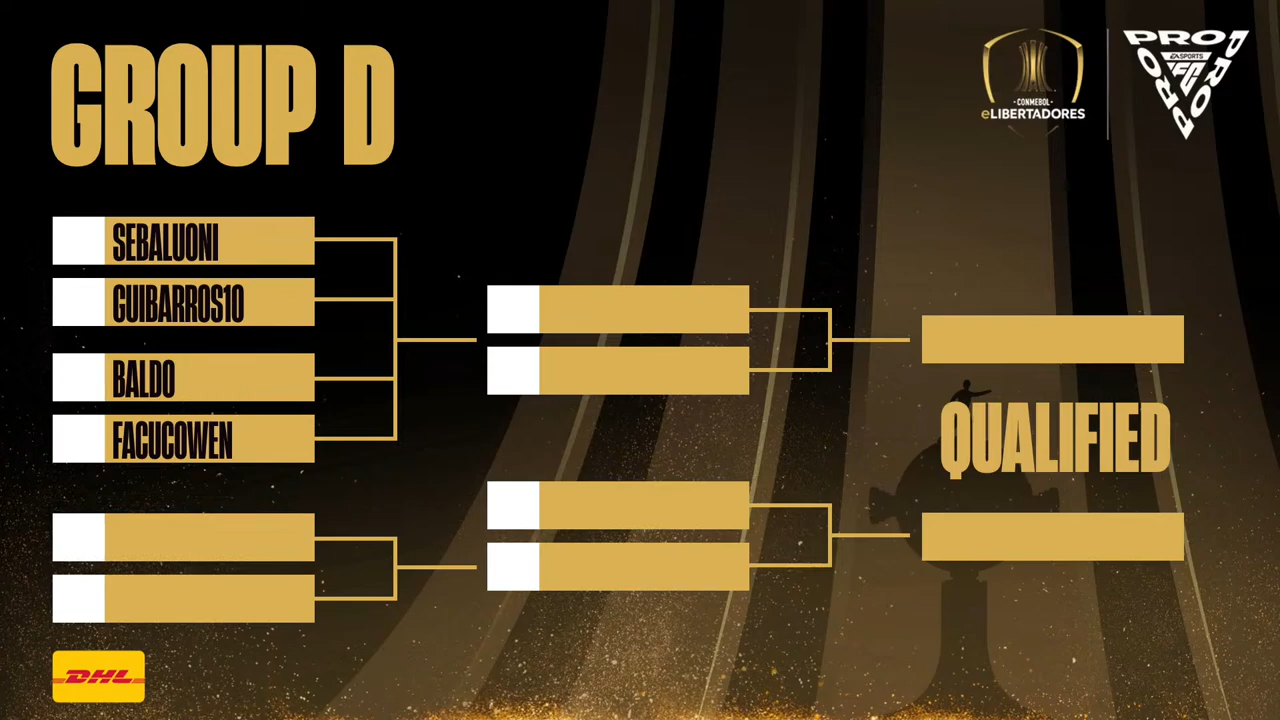 GROUP D
CONMEBOL
eLIBERTADORES
PRO PRO PRO
EA SPORTS
FC
SEBALUONI
GUIBARROS10
BALDO
FACUCOWEN
QUALIFIED
DHL